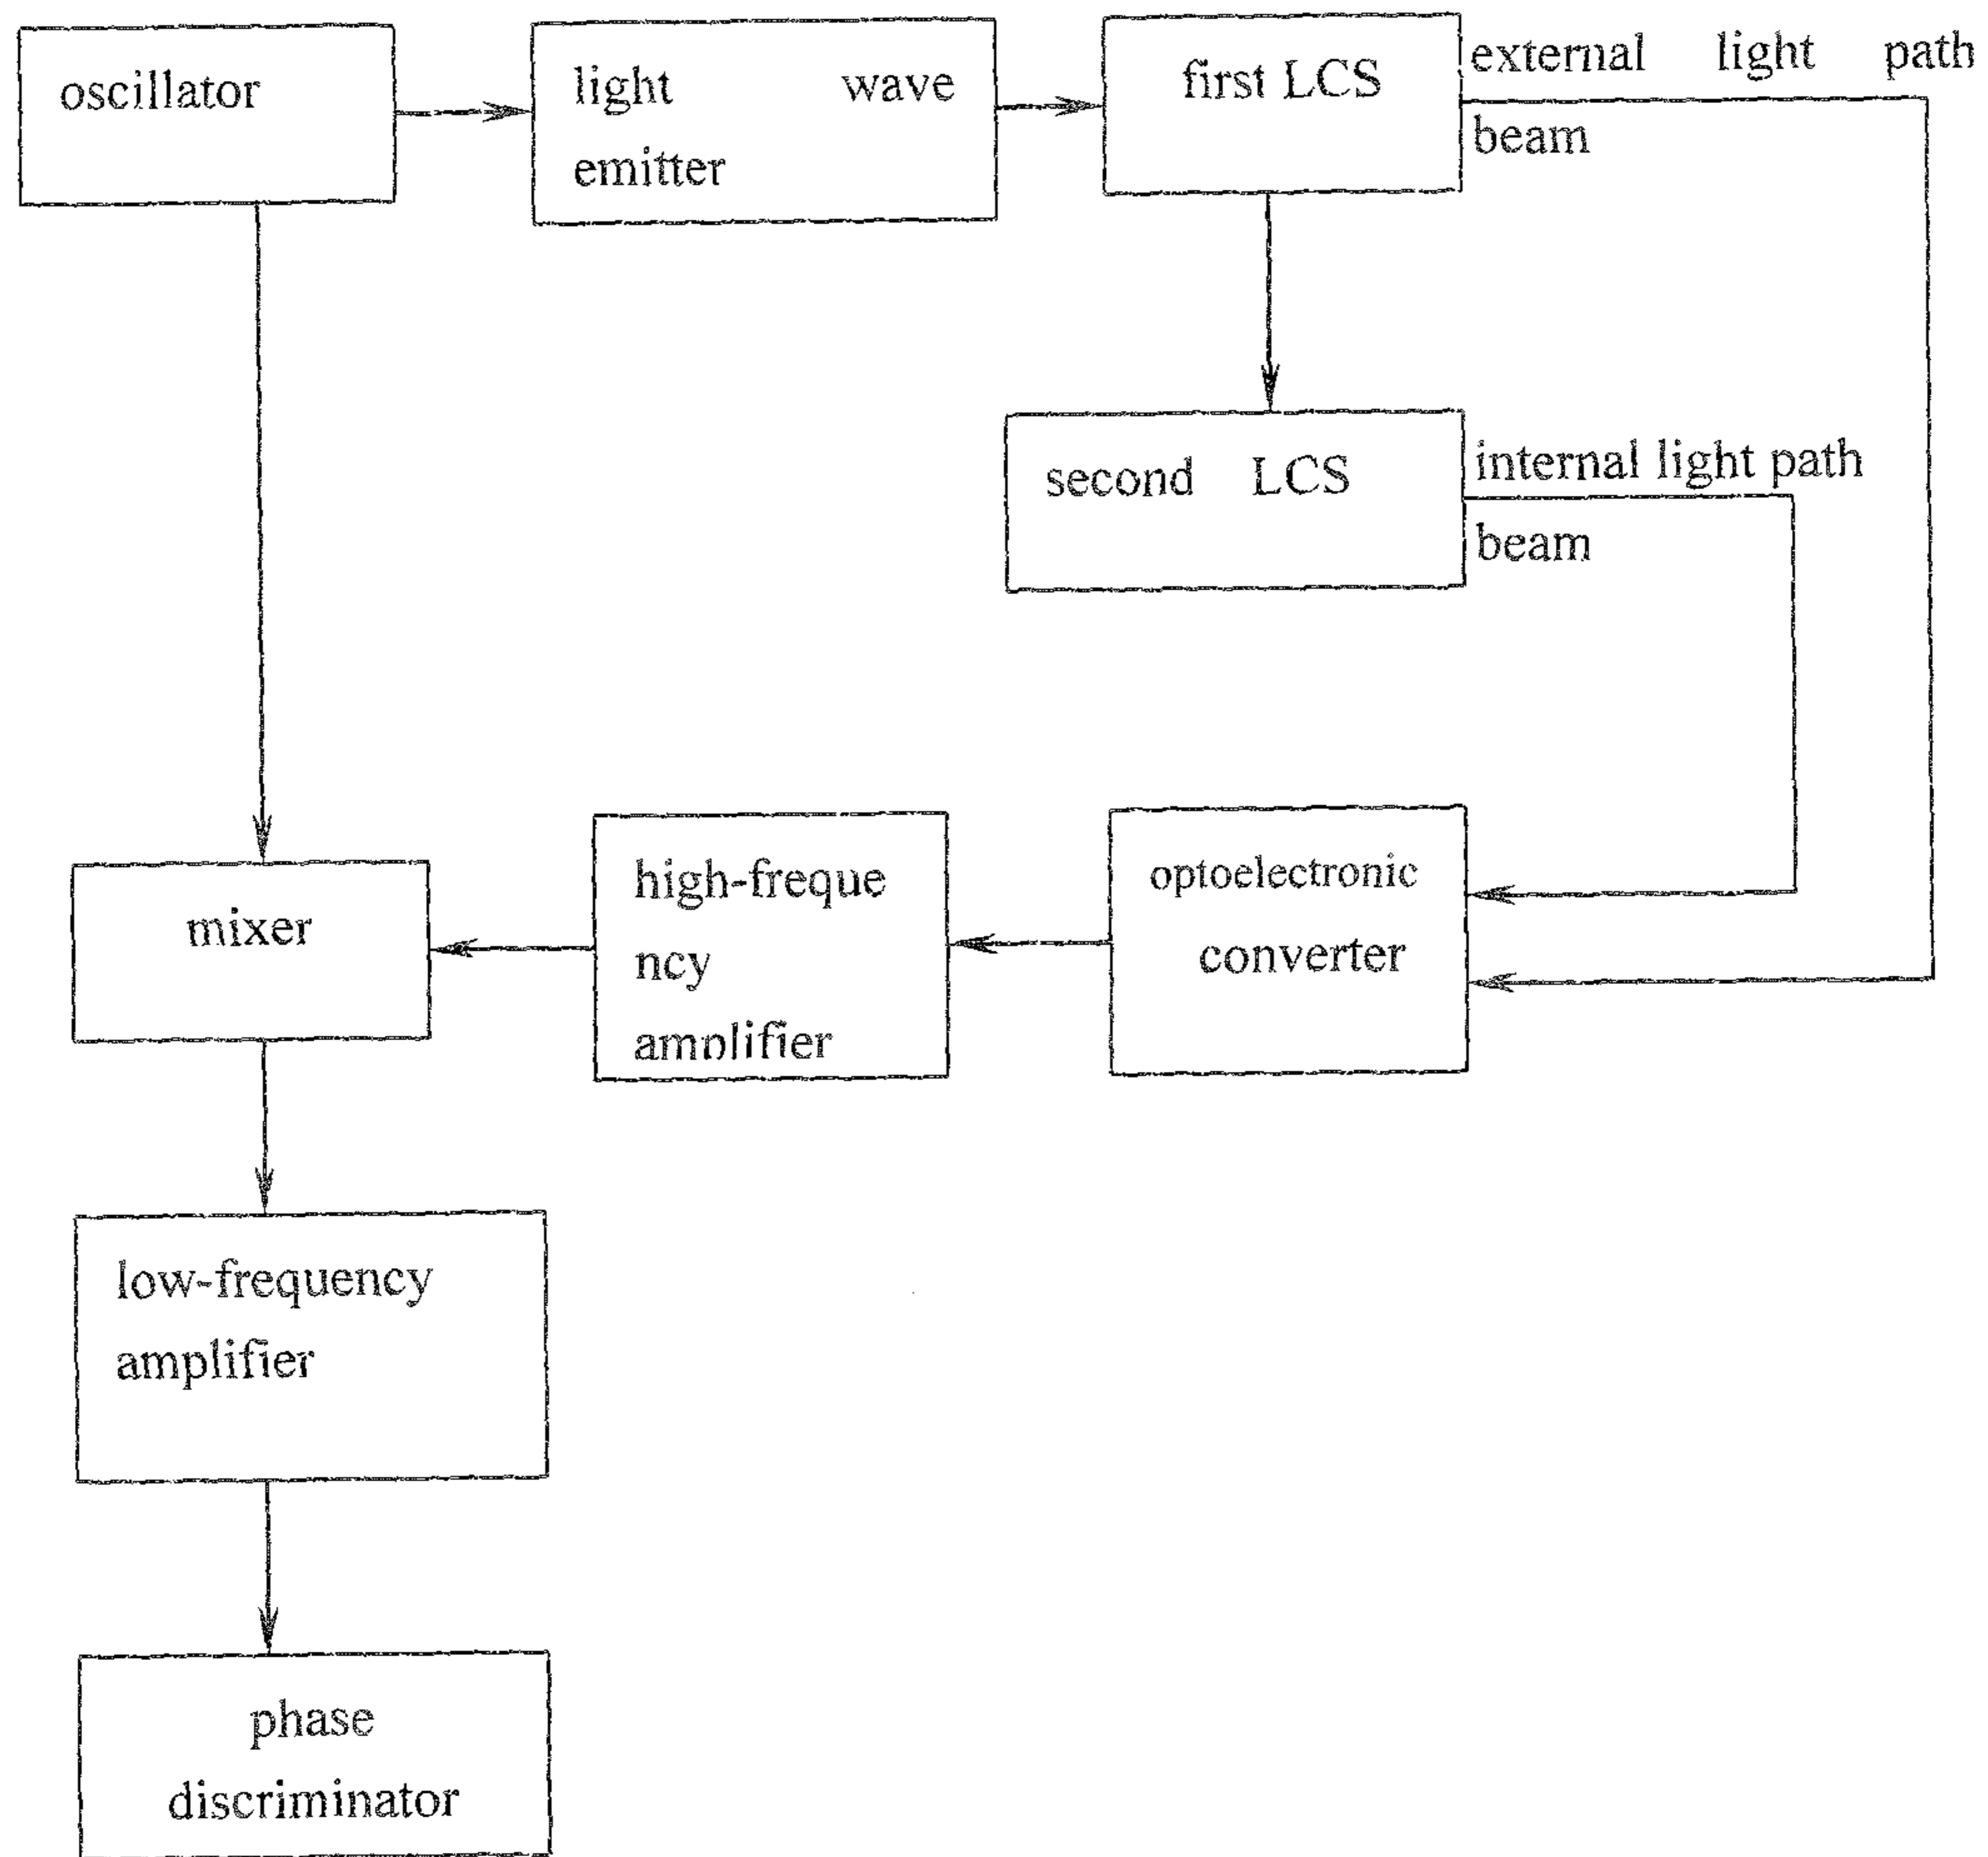 oscillator
light wave
emitter
first LCS
external light path
beam
second LCS
internal light path
beam
mixer
high-freque
ncy
amplifier
optoelectronic
converter
low-frequency
amplifier
phase
discriminator